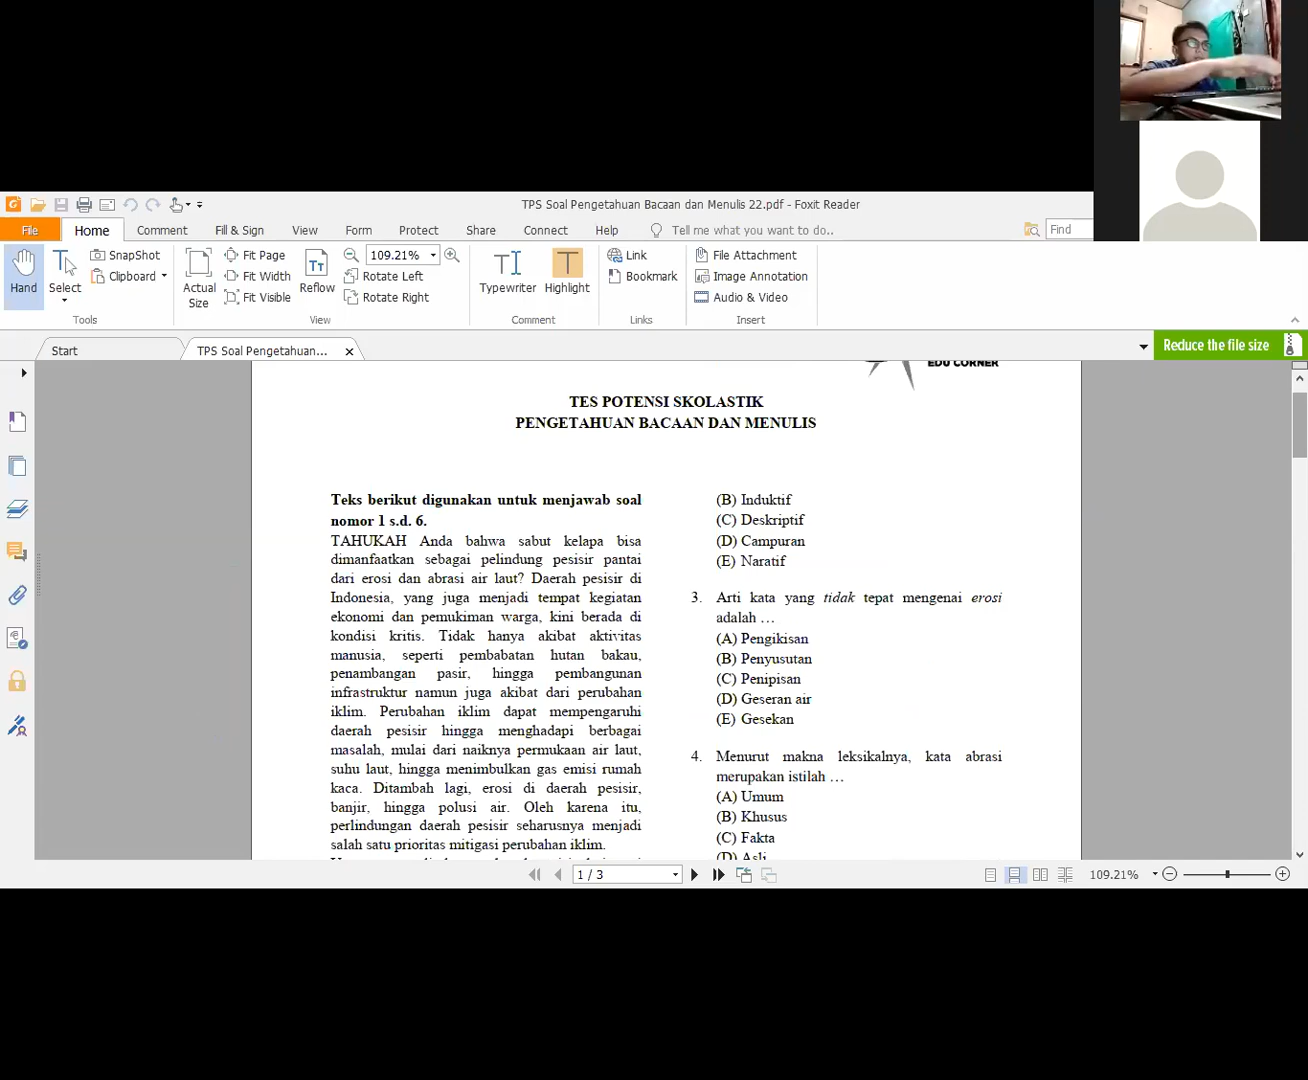 TPS Soal Pengetahuan Bacaan dan Menulis 22.pdf - Foxit Reader
File Home Comment Fill & Sign View Form Protect Share Connect Help Tell me what you want to do.. Find
Hand
Select
SnapShot
Clipboard
Tools
Actual Size
Fit Page
Fit Width
Fit Visible
Reflow
109.21%
Rotate Left
Rotate Right
View
Typewriter
Highlight
Comment
Link
Bookmark
Links
File Attachment
Image Annotation
Audio & Video
Insert
Start
TPS Soal Pengetahuan...
Reduce the file size
EDU CORNER
TES POTENSI SKOLASTIK
PENGETAHUAN BACAAN DAN MENULIS
Teks berikut digunakan untuk menjawab soal
nomor 1 s.d. 6.
TAHUKAH Anda bahwa sabut kelapa bisa
dimanfaatkan sebagai pelindung pesisir pantai
dari erosi dan abrasi air laut? Daerah pesisir di
Indonesia, yang juga menjadi tempat kegiatan
ekonomi dan pemukiman warga, kini berada di
kondisi kritis. Tidak hanya akibat aktivitas
manusia, seperti pembabatan hutan bakau,
penambangan pasir, hingga pembangunan
infrastruktur namun juga akibat dari perubahan
iklim. Perubahan iklim dapat mempengaruhi
daerah pesisir hingga menghadapi berbagai
masalah, mulai dari naiknya permukaan air laut,
suhu laut, hingga menimbulkan gas emisi rumah
kaca. Ditambah lagi, erosi di daerah pesisir,
banjir, hingga polusi air. Oleh karena itu,
perlindungan daerah pesisir seharusnya menjadi
salah satu prioritas mitigasi perubahan iklim.
(B) Induktif
(C) Deskriptif
(D) Campuran
(E) Naratif
3. Arti kata yang tidak tepat mengenai erosi
adalah …
(A) Pengikisan
(B) Penyusutan
(C) Penipisan
(D) Geseran air
(E) Gesekan
4. Menurut makna leksikalnya, kata abrasi
merupakan istilah …
(A) Umum
(B) Khusus
(C) Fakta
(D) Asli
1 / 3
109.21%